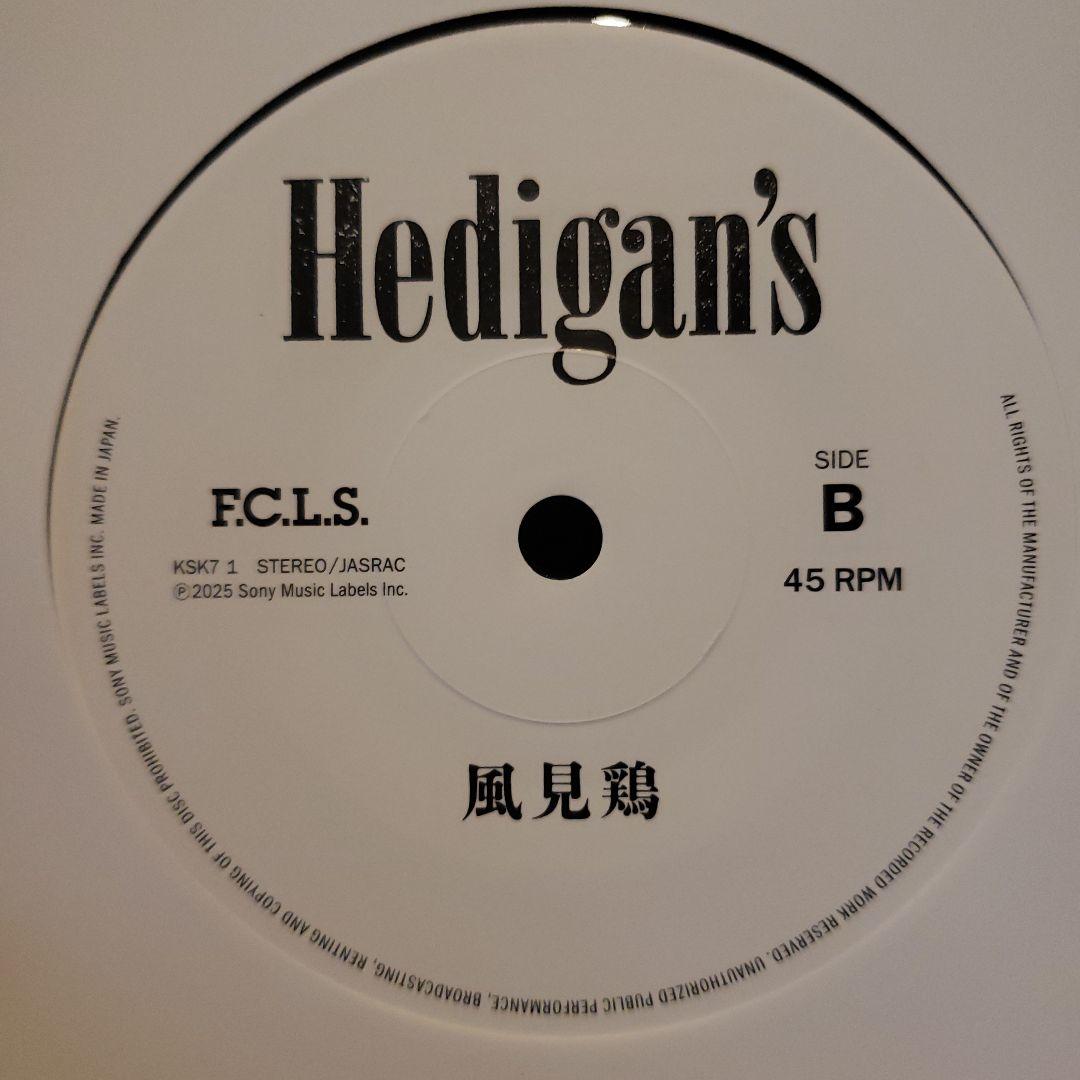 Hedigan's
F.C.L.S.
KSK7 1 STEREO/JASRAC
Ⓟ2025 Sony Music Labels Inc.
SIDE
B
45 RPM
風見鶏
ALL RIGHTS OF THE MANUFACTURER AND OF THE OWNER OF THE RECORDED WORK RESERVED. UNAUTHORIZED PUBLIC PERFORMANCE, BROADCASTING, RENTING AND COPYING OF THIS DISC PROHIBITED. SONY MUSIC LABELS INC. MADE IN JAPAN.